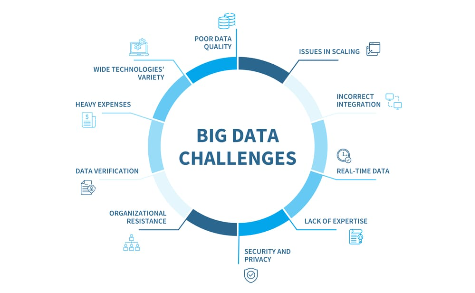 POOR DATA
QUALITY
ISSUES IN SCALING
WIDE TECHNOLOGIES'
VARIETY
INCORRECT
INTEGRATION
HEAVY EXPENSES
BIG DATA
CHALLENGES
DATA VERIFICATION
REAL-TIME DATA
ORGANIZATIONAL
RESISTANCE
LACK OF EXPERTISE
SECURITY AND
PRIVACY